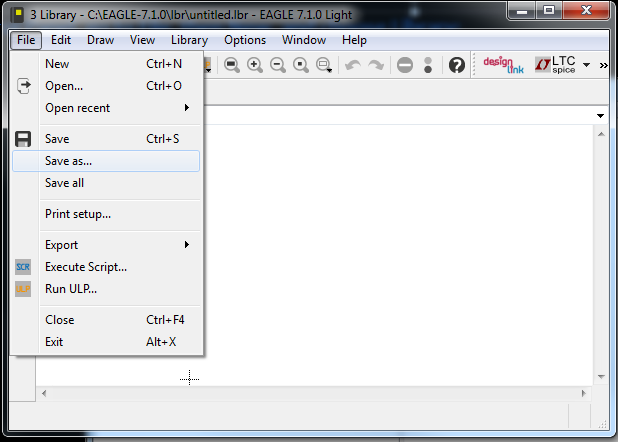 3 Library - C:\EAGLE-7.1.0\lbr\untitled.lbr - EAGLE 7.1.0 Light
File Edit Draw View Library Options Window Help
design link LTC spice »
New Ctrl+N
Open... Ctrl+O
Open recent
Save Ctrl+S
Save as...
Save all
Print setup...
Export
SCR Execute Script...
ULP Run ULP...
Close Ctrl+F4
Exit Alt+X